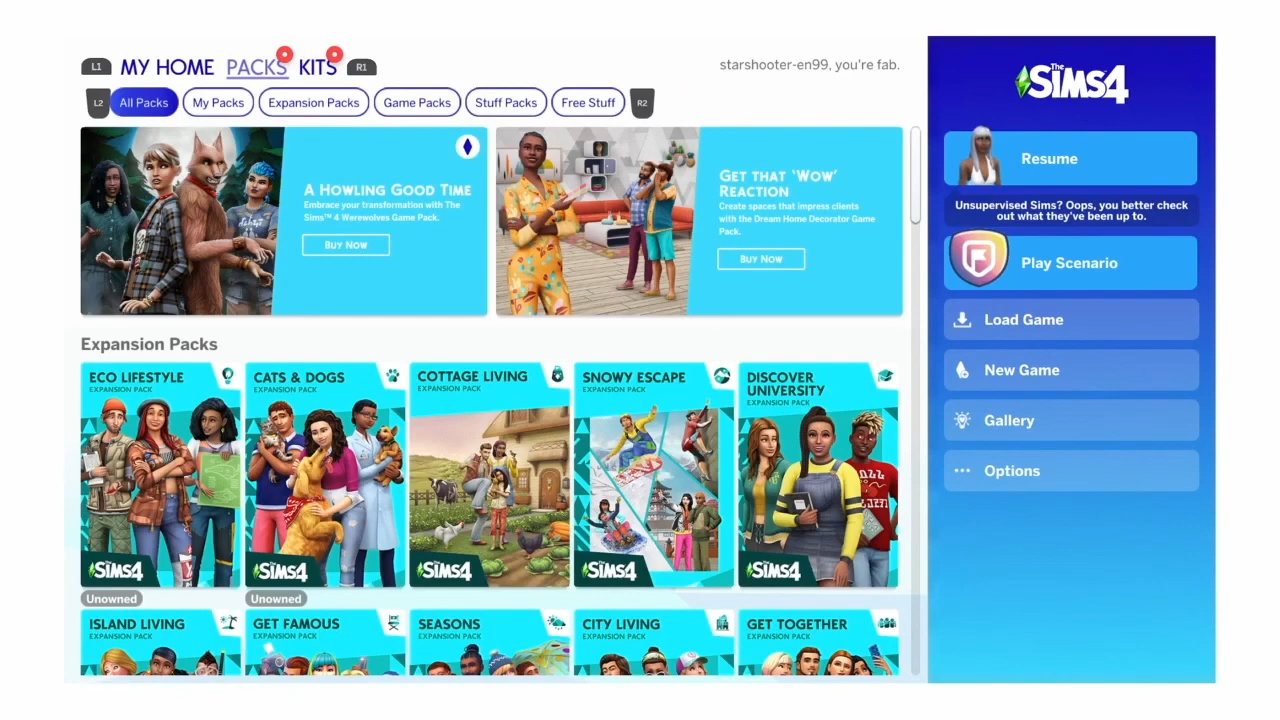 L1 MY HOME PACKS KITS R1
starshooter-en99, you're fab.
L2 All Packs My Packs Expansion Packs Game Packs Stuff Packs Free Stuff R2
A Howling Good Time
Embrace your transformation with The
Sims™ 4 Werewolves Game Pack.
Buy Now
Get that 'Wow'
Reaction
Create spaces that impress clients
with the Dream Home Decorator Game
Pack.
Buy Now
Expansion Packs
ECO LIFESTYLE
EXPANSION PACK
The Sims 4
CATS & DOGS
EXPANSION PACK
The Sims 4
COTTAGE LIVING
EXPANSION PACK
The Sims 4
SNOWY ESCAPE
EXPANSION PACK
The Sims 4
DISCOVER
UNIVERSITY
EXPANSION PACK
The Sims 4
Unowned
Unowned
ISLAND LIVING
EXPANSION PACK
GET FAMOUS
EXPANSION PACK
SEASONS
EXPANSION PACK
CITY LIVING
EXPANSION PACK
GET TOGETHER
EXPANSION PACK
The Sims 4
Resume
Unsupervised Sims? Oops, you better check
out what they've been up to.
Play Scenario
Load Game
New Game
Gallery
Options